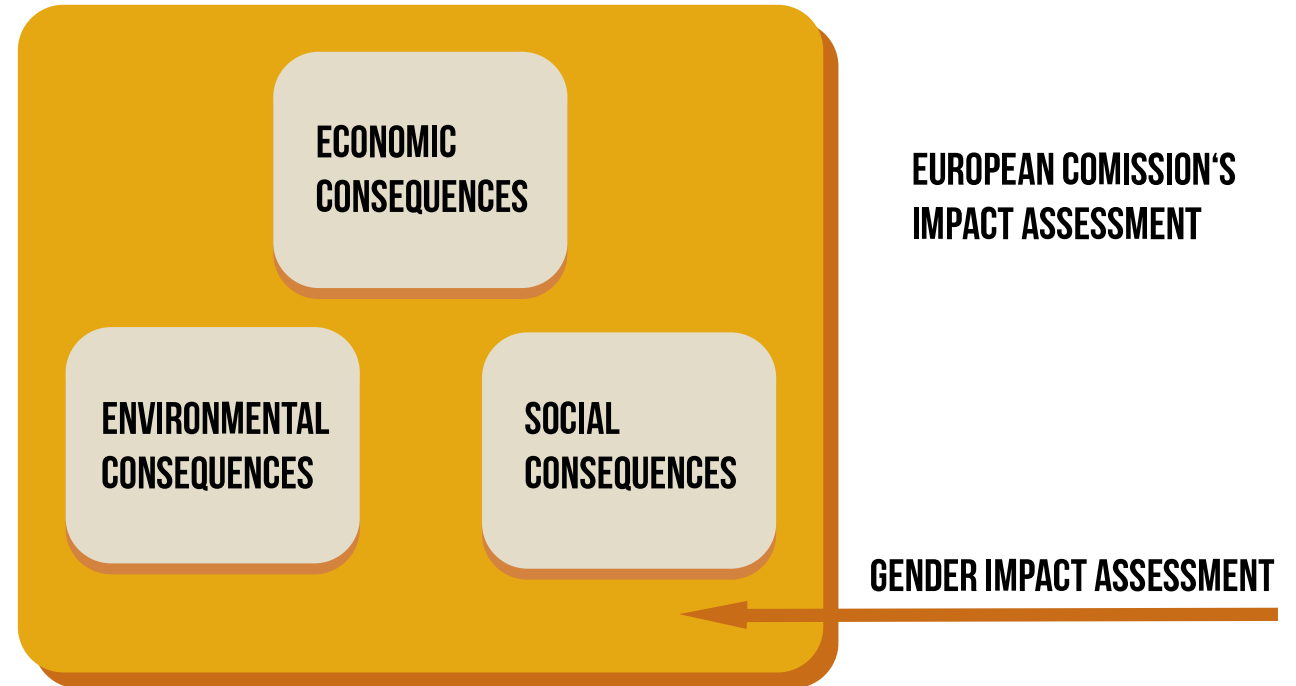 ECONOMIC
CONSEQUENCES
EUROPEAN COMISSION‘S
IMPACT ASSESSMENT
ENVIRONMENTAL
CONSEQUENCES
SOCIAL
CONSEQUENCES
GENDER IMPACT ASSESSMENT